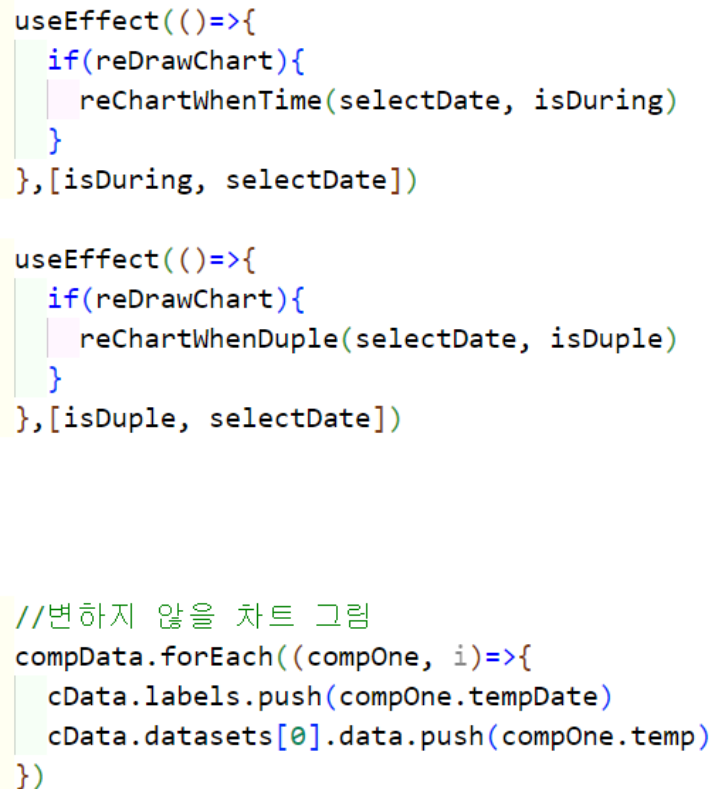 useEffect(()=>{
  if(reDrawChart){
    reChartWhenTime(selectDate, isDuring)
  }
},[isDuring, selectDate])

useEffect(()=>{
  if(reDrawChart){
    reChartWhenDuple(selectDate, isDuple)
  }
},[isDuple, selectDate])

//변하지 않을 차트 그림
compData.forEach((compOne, i)=>{
  cData.labels.push(compOne.tempDate)
  cData.datasets[0].data.push(compOne.temp)
})